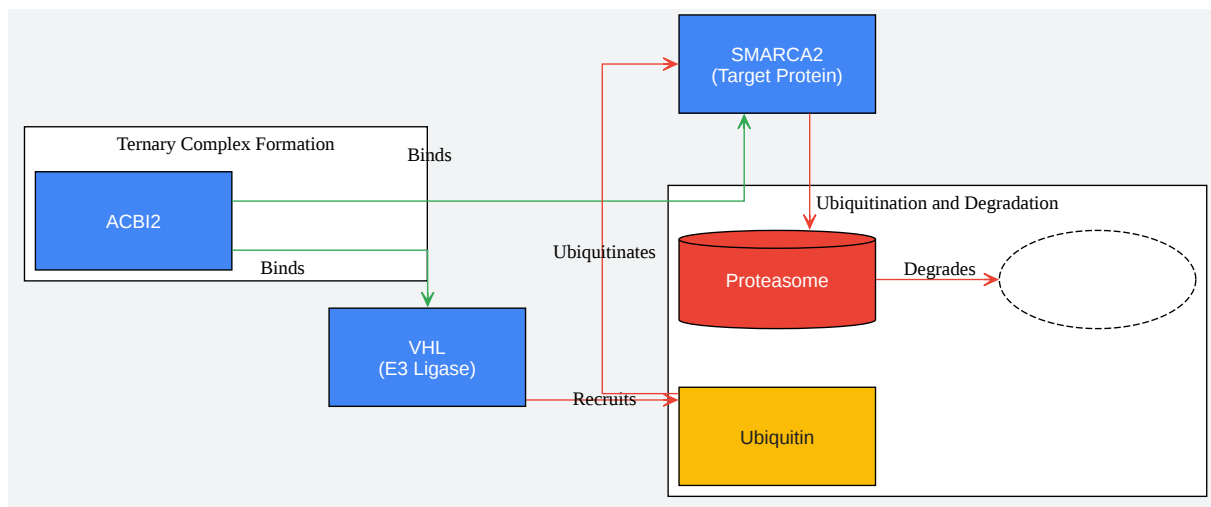 SMARCA2
(Target Protein)
Ternary Complex Formation
Binds
ACBI2
Ubiquitination and Degradation
Ubiquitinates
Binds
Proteasome
Degrades
VHL
(E3 Ligase)
Recruits
Ubiquitin